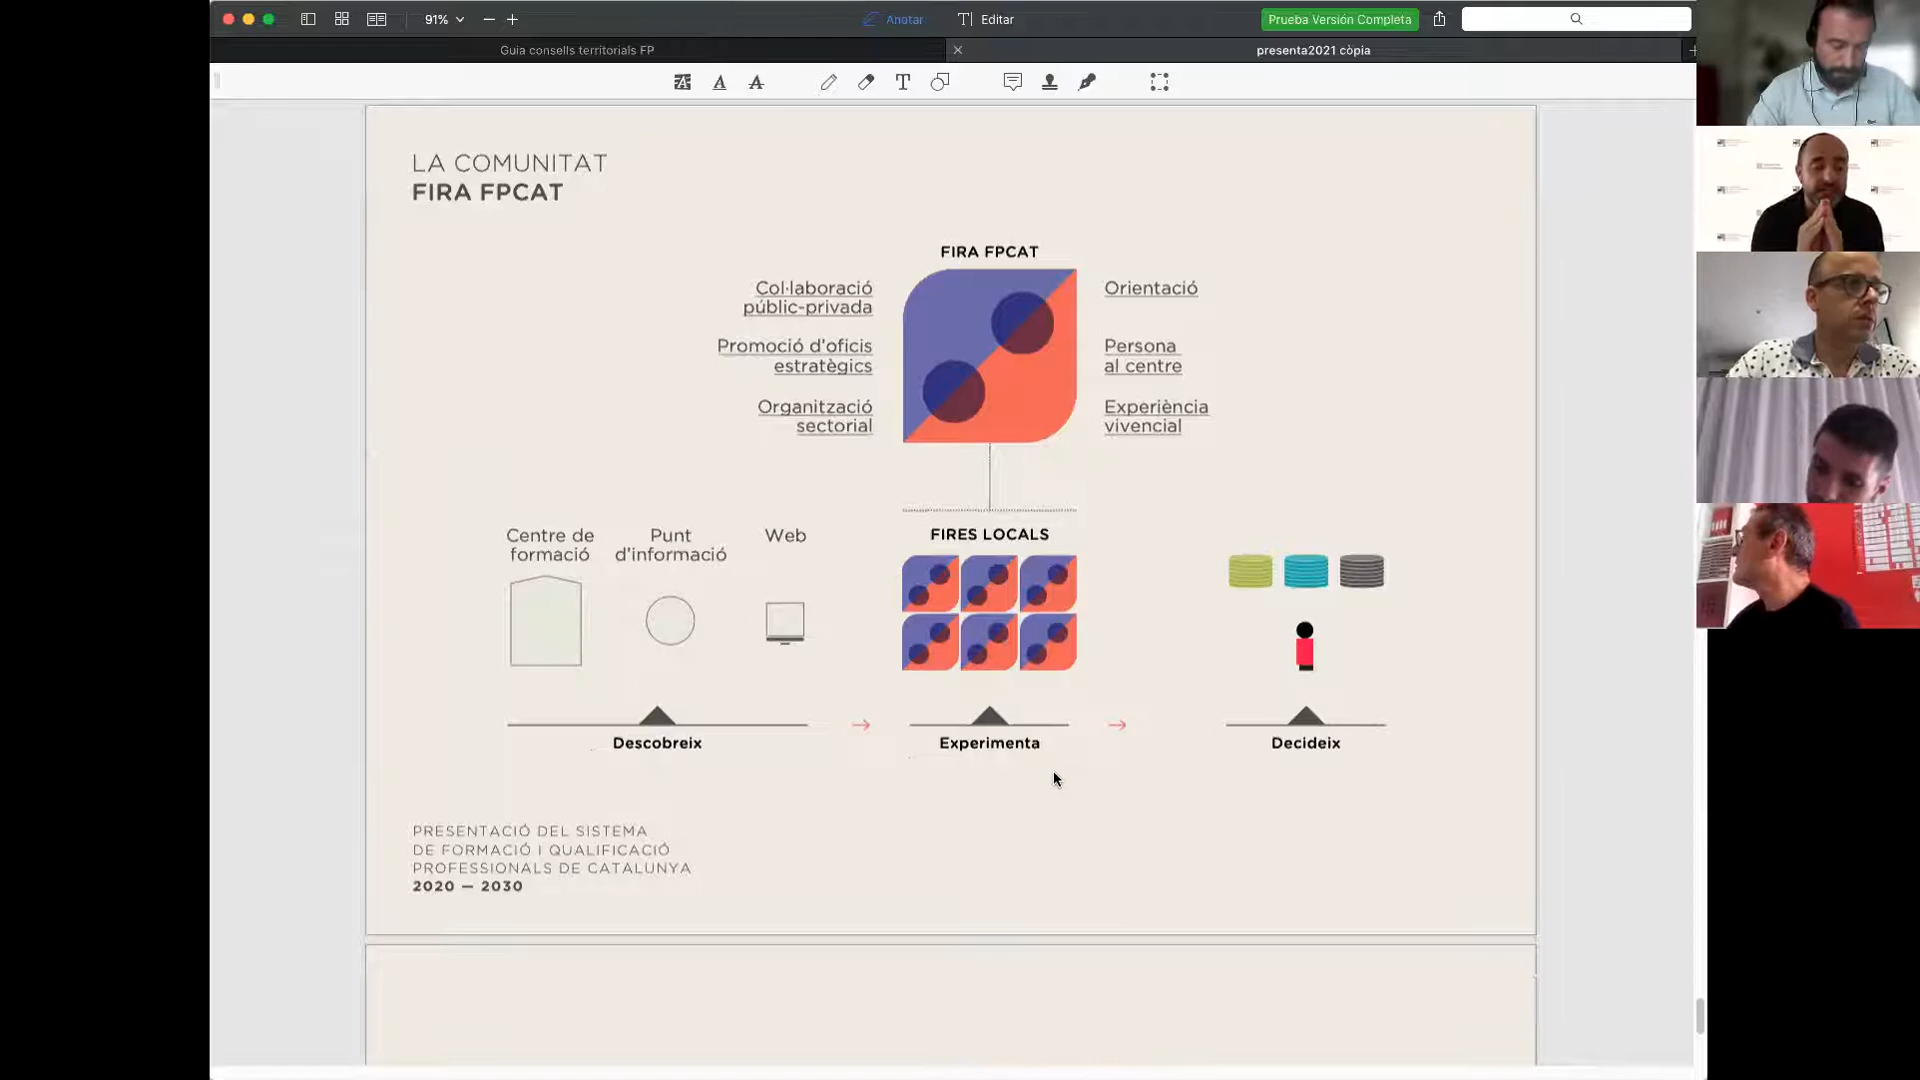 91%
Anotar
Editar
Prueba Versión Completa
Guia consells territorials FP
presenta2021 còpia
LA COMUNITAT
FIRA FPCAT
FIRA FPCAT
Col·laboració
públic-privada
Promoció d'oficis
estratègics
Organització
sectorial
Orientació
Persona
al centre
Experiència
vivencial
Centre de
formació
Punt
d'informació
Web
FIRES LOCALS
Descobreix
Experimenta
Decideix
PRESENTACIÓ DEL SISTEMA
DE FORMACIÓ I QUALIFICACIÓ
PROFESSIONALS DE CATALUNYA
2020 — 2030